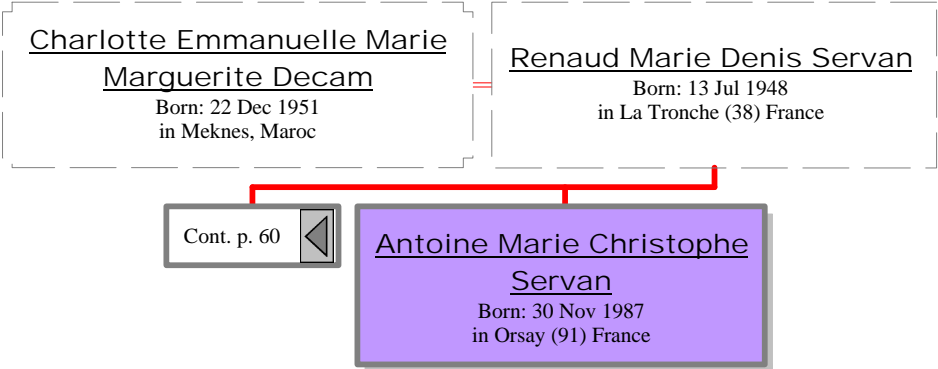 Charlotte Emmanuelle Marie
Marguerite Decam
Born: 22 Dec 1951
in Meknes, Maroc
Renaud Marie Denis Servan
Born: 13 Jul 1948
in La Tronche (38) France
Cont. p. 60
Antoine Marie Christophe
Servan
Born: 30 Nov 1987
in Orsay (91) France